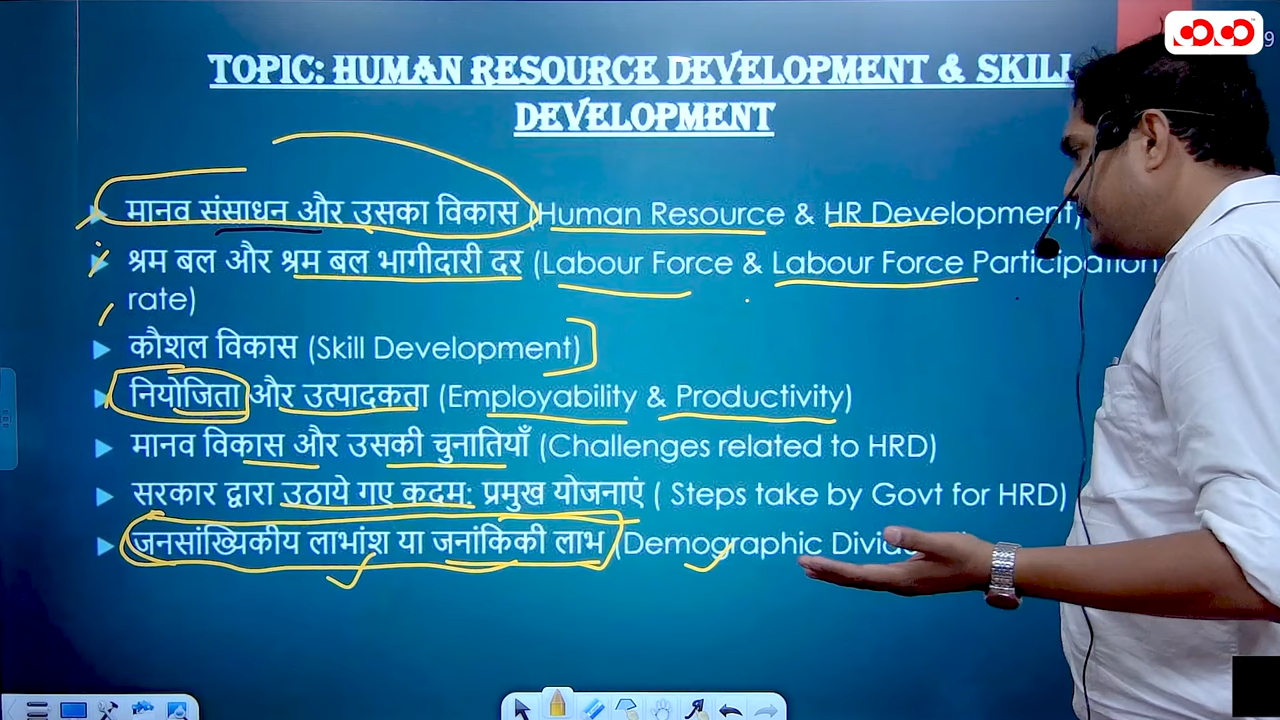 TOPIC: HUMAN RESOURCE DEVELOPMENT & SKILL
DEVELOPMENT
मानव संसाधन और उसका विकास (Human Resource & HR Development)
श्रम बल और श्रम बल भागीदारी दर (Labour Force & Labour Force Participation
rate)
कौशल विकास (Skill Development)
नियोजिता और उत्पादकता (Employability & Productivity)
मानव विकास और उसकी चुनातियाँ (Challenges related to HRD)
सरकार द्वारा उठाये गए कदम: प्रमुख योजनाएं ( Steps take by Govt for HRD)
जनसांख्यिकीय लाभांश या जनांकिकी लाभ (Demographic
9